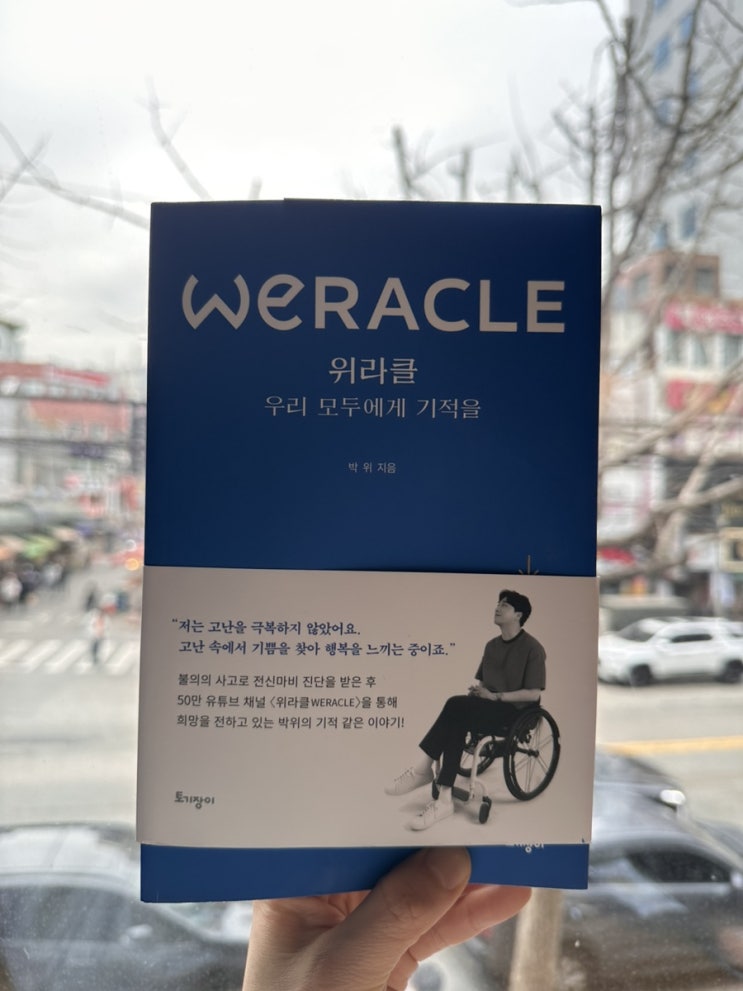 WERACLE
위라클
우리 모두에게 기적을
박 위 지음
“저는 고난을 극복하지 않았어요.
고난 속에서 기쁨을 찾아 행복을 느끼는 중이죠.”
불의의 사고로 전신마비 진단을 받은 후
50만 유튜브 채널 〈위라클WERACLE〉을 통해
희망을 전하고 있는 박위의 기적 같은 이야기!
토기장이